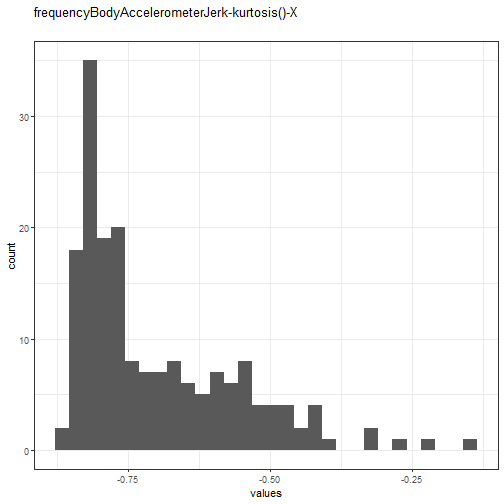 frequencyBodyAccelerometerJerk-kurtosis()-X
30
20
10
0
count
-0.75
-0.50
-0.25
values